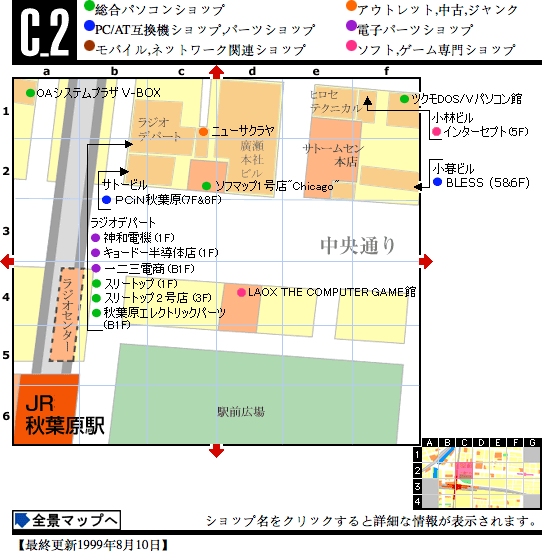 C_2
総合パソコンショップ
アウトレット,中古,ジャンク
PC/AT互換機ショップ,パーツショップ
電子パーツショップ
モバイル,ネットワーク関連ショップ
ソフト,ゲーム専門ショップ
a b c d e f
1
OAシステムプラザ V-BOX
ラジオ
デパート
ニューサクラヤ
廣瀬
本社
ビル
ヒロセ
テクニカル
ツクモDOS/Vパソコン館
小林ビル
インターセプト(5F)
サトームセン
本店
2
サトービル
PCiN秋葉原(7F&8F)
ソフマップ1号店"Chicago"
小暮ビル
BLESS (5&6F)
3
ラジオデパート
神和電機(1F)
キョードー半導体店(1F)
一二三電商(B1F)
スリートップ(1F)
スリートップ2号店(3F)
秋葉原エレクトリックパーツ
(B1F)
中央通り
4
ラジオセンター
LAOX THE COMPUTER GAME館
5
6
JR
秋葉原駅
駅前広場
A B C D E F G
1
2
3
4
全景マップへ
ショップ名をクリックすると詳細な情報が表示されます。
【最終更新1999年8月10日】